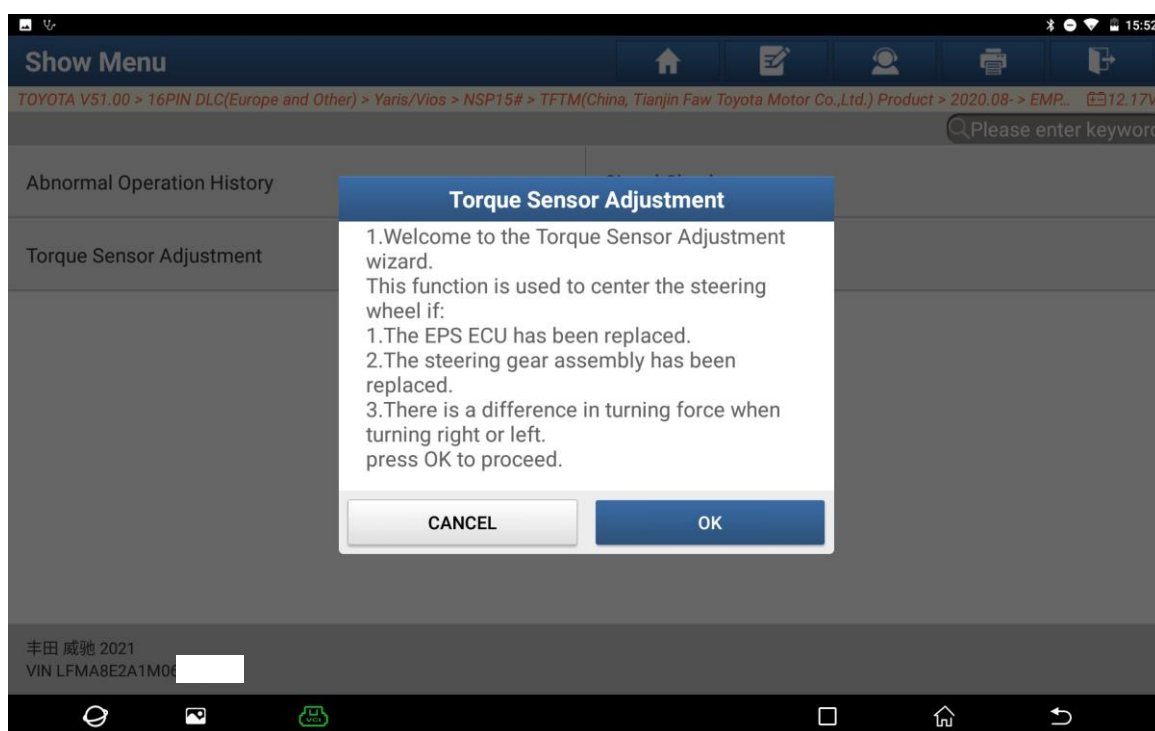 15:52
Show Menu
TOYOTA V51.00 > 16PIN DLC(Europe and Other) > Yaris/Vios > NSP15# > TFTM(China, Tianjin Faw Toyota Motor Co.,Ltd.) Product > 2020.08- > EMP... 12.17V
Please enter keyword
Abnormal Operation History
Torque Sensor Adjustment
Torque Sensor Adjustment
1.Welcome to the Torque Sensor Adjustment
wizard.
This function is used to center the steering
wheel if:
1.The EPS ECU has been replaced.
2.The steering gear assembly has been
replaced.
3.There is a difference in turning force when
turning right or left.
press OK to proceed.
CANCEL
OK
丰田 威驰 2021
VIN LFMA8E2A1M06
VCI